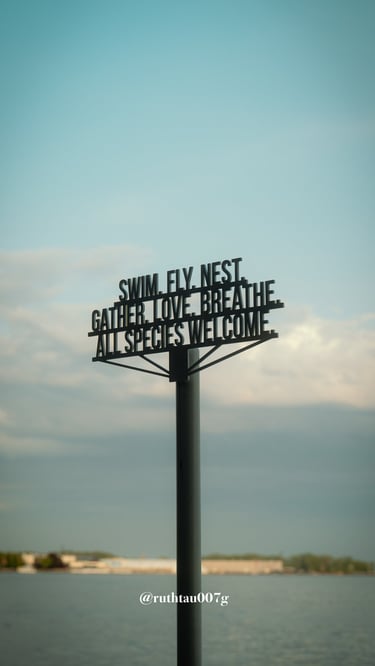 SWIM. FLY. NEST.
GATHER. LOVE. BREATHE.
ALL SPECIES WELCOME.
@ruthtau007g